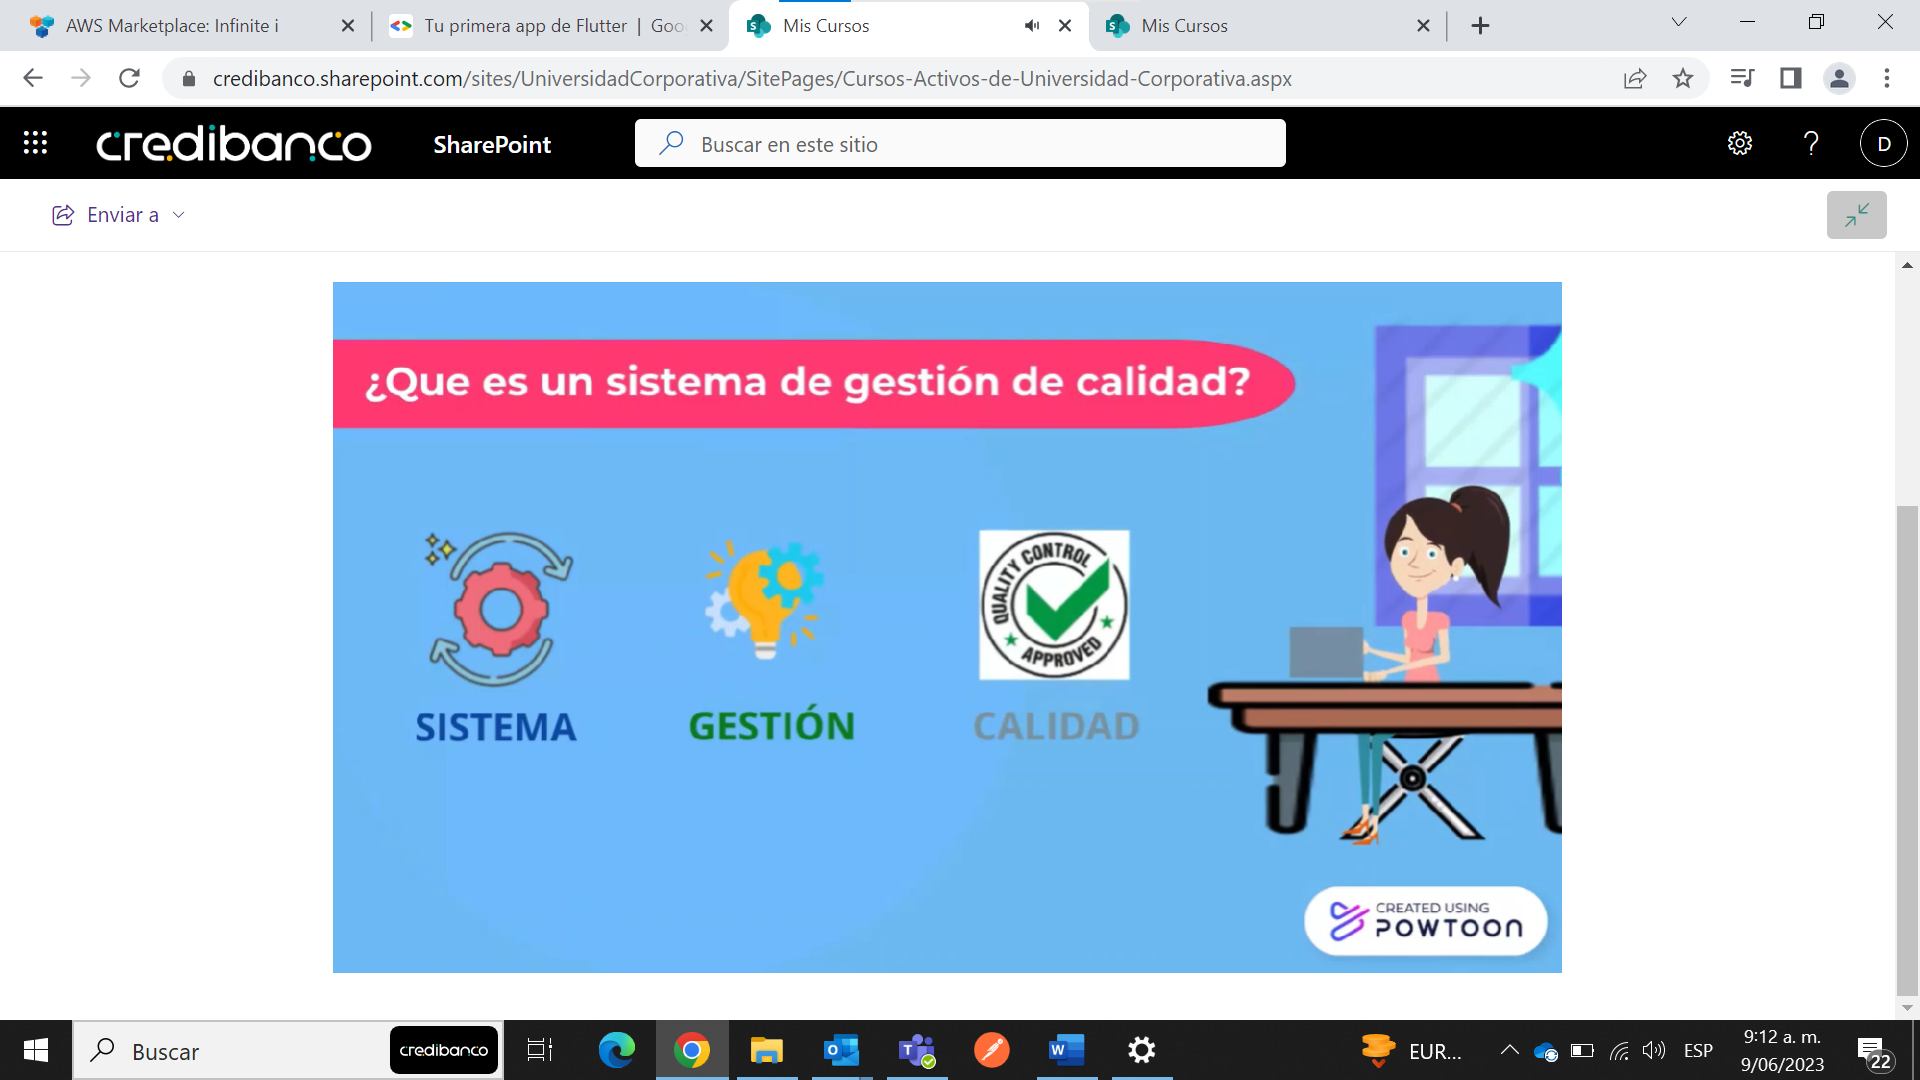 AWS Marketplace: Infinite i
Tu primera app de Flutter | Goo
Mis Cursos
Mis Cursos
credibanco.sharepoint.com/sites/UniversidadCorporativa/SitePages/Cursos-Activos-de-Universidad-Corporativa.aspx
credibanco
SharePoint
Buscar en este sitio
?
D
Enviar a
¿Que es un sistema de gestión de calidad?
QUALITY CONTROL
APPROVED
SISTEMA
GESTIÓN
CALIDAD
CREATED USING
POWTOON
Buscar
credibanco
EUR...
ESP
9:12 a. m.
9/06/2023
22